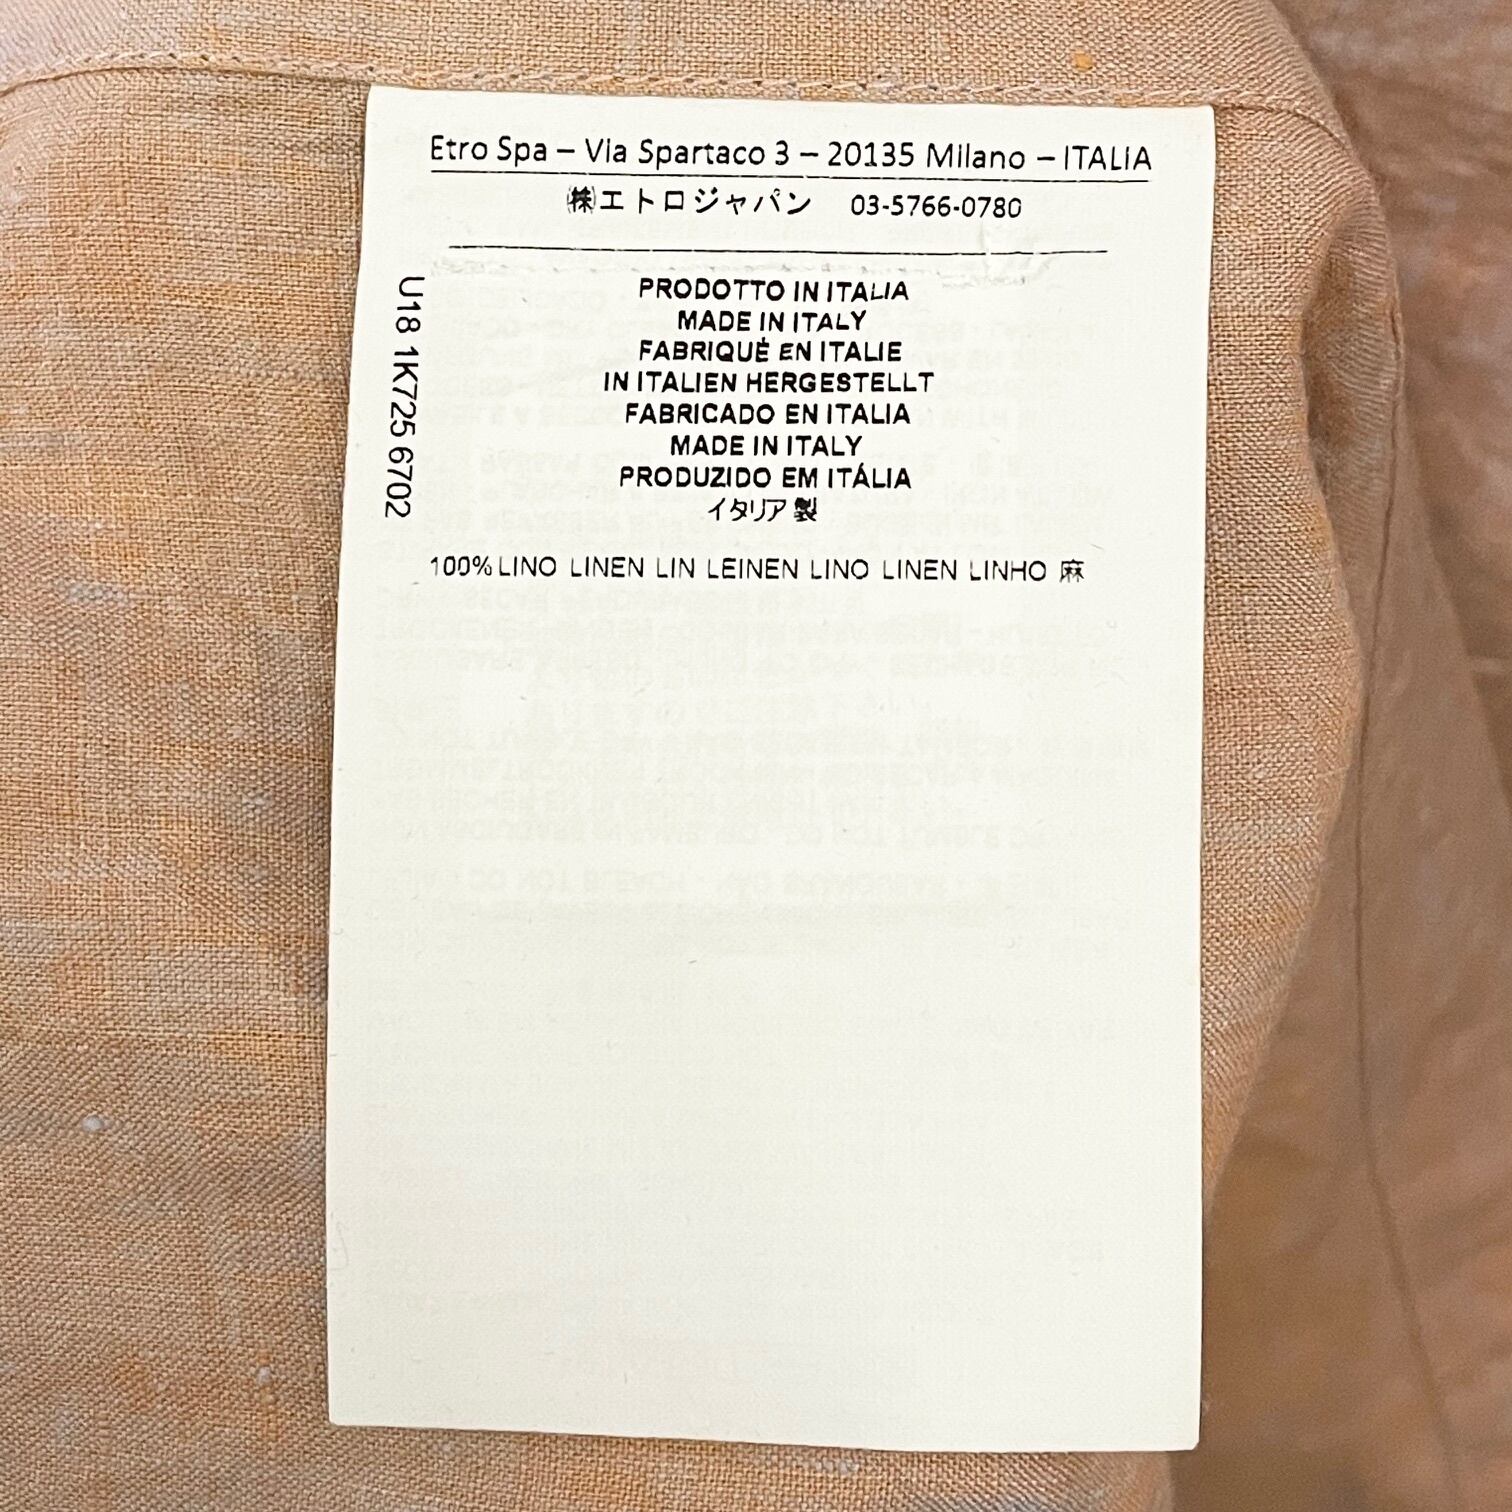 Etro Spa – Via Spartaco 3 – 20135 Milano – ITALIA
㈱エトロジャパン 03-5766-0780
U18 1K725 6702
PRODOTTO IN ITALIA
MADE IN ITALY
FABRIQUÉ EN ITALIE
IN ITALIEN HERGESTELLT
FABRICADO EN ITALIA
MADE IN ITALY
PRODUZIDO EM ITÁLIA
イタリア製
100% LINO LINEN LIN LEINEN LINO LINEN LINHO 麻